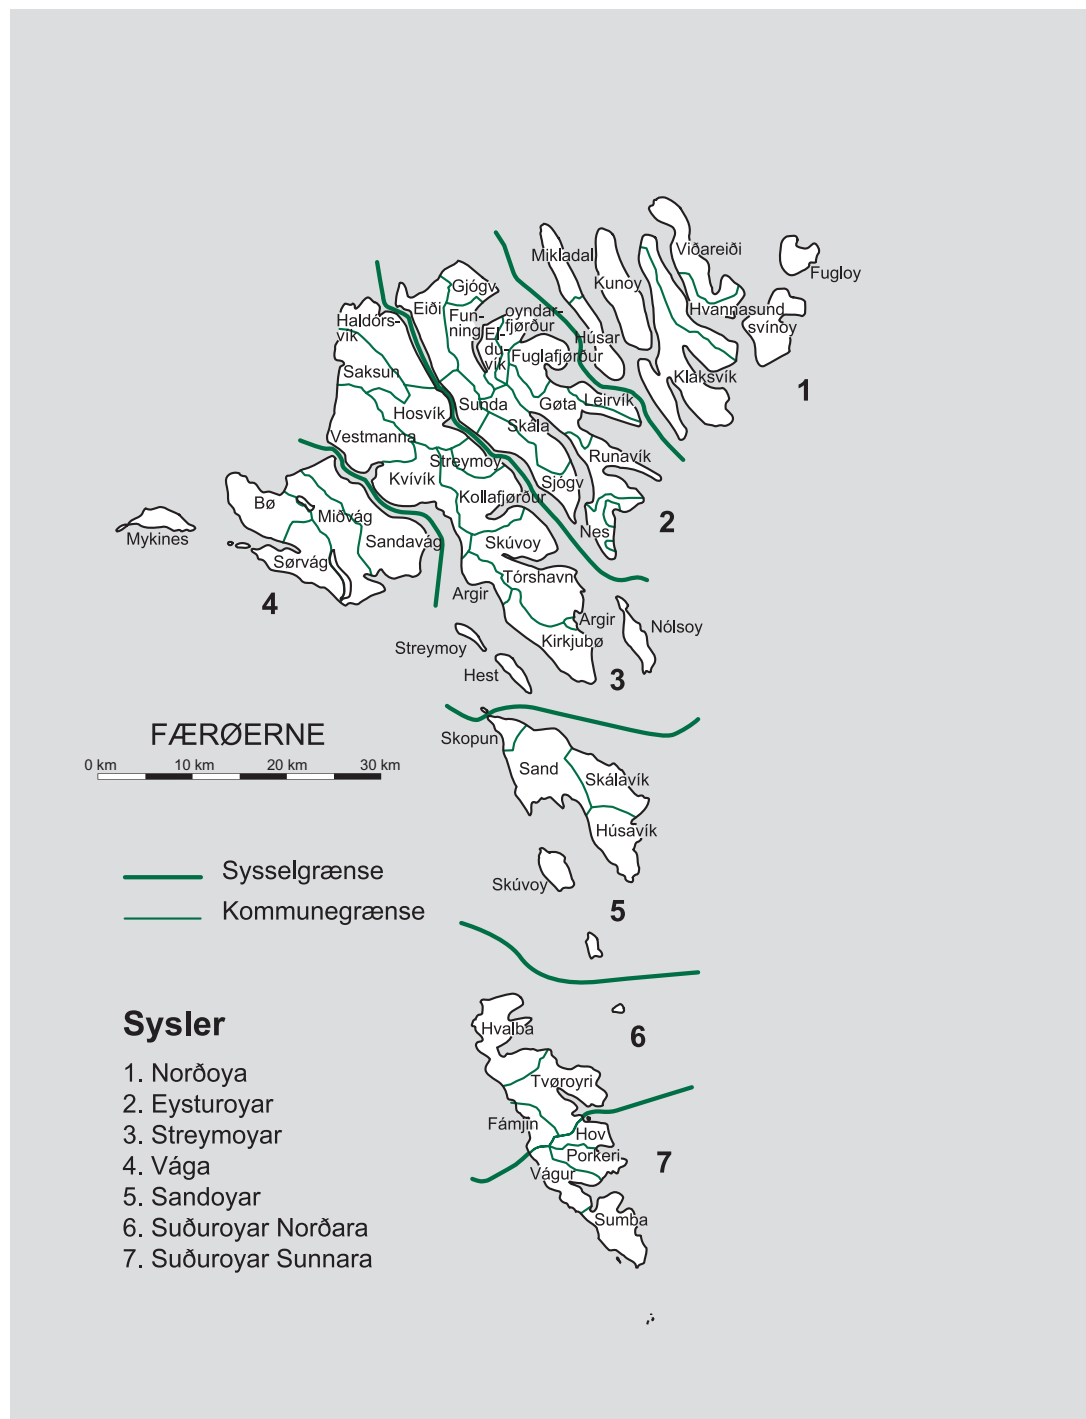 Viðareiði
Mikladal
Fugloy
Kunoy
Gjógv
Hvannasund
Eiði
oyndar-
fjørður
Haldórs-
vík
Fun-
ning
svínoy
Ei-
du-
vík
Húsar
Fuglafjørður
Saksun
Klaksvík
1
Leirvík
Gøta
Sunda
Hosvík
Skála
Vestmanna
Runavík
Streymoy
Kvívík
Sjógv
Kollafjørður
Bø
Miðvág
2
Nes
Mykines
Sandavág
Skúvoy
Sørvág
Tórshavn
4
Argir
Argir
Nólsoy
Kirkjubø
Streymoy
Hest
3
FÆRØERNE
Skopun
0 km 10 km 20 km 30 km
Sand
Skálavík
Húsavík
Sysselgrænse
Skúvoy
Kommunegrænse
5
Sysler
Hvalba
6
1. Norðoya
2. Eysturoyar
3. Streymoyar
4. Vága
5. Sandoyar
6. Suðuroyar Norðara
7. Suðuroyar Sunnara
Tvøroyri
Fámjin
Hov
Porkeri
7
Vágur
Sumba